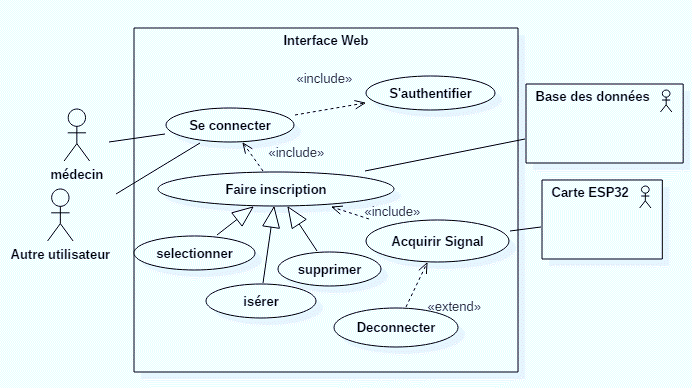 Interface Web
«include»
S'authentifier
Base des données
Se connecter
«include»
médecin
Faire inscription
Carte ESP32
«include»
Autre utilisateur
selectionner
Acquirir Signal
supprimer
isérer
«extend»
Deconnecter